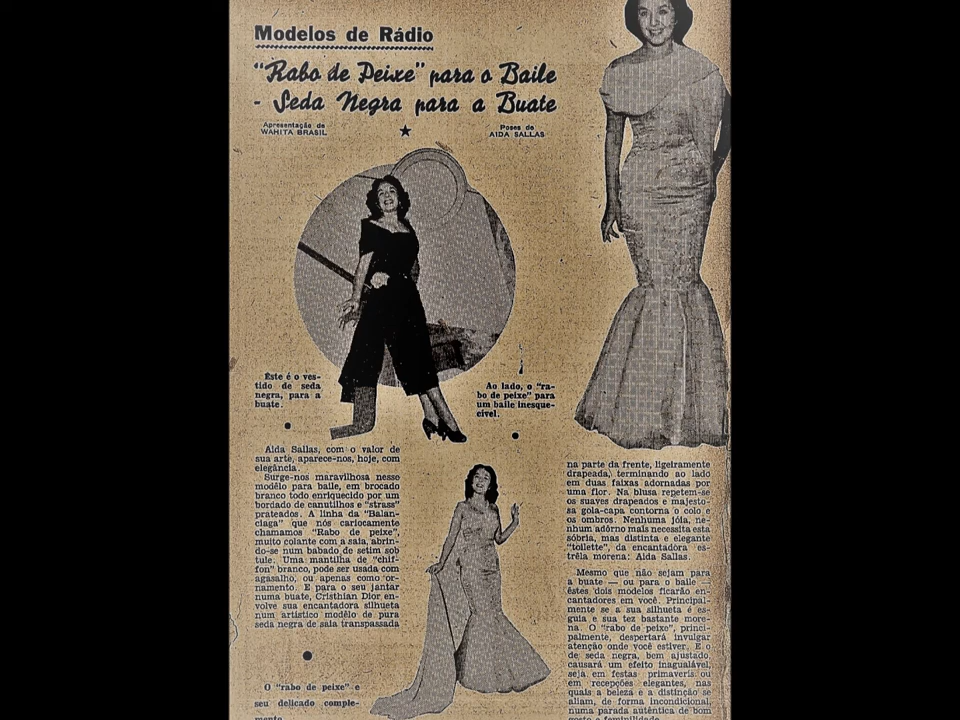 Modelos de Rádio
"Rabo de Peixe" para o Baile
- Seda Negra para a Buate
Apresentação de
WAHITA BRASIL
Poses de
AIDA SALLAS
Êste é o ves-
tido de seda
negra, para a
buate.
Ao lado, o "ra-
bo de peixe" para
um baile inesque-
cível.
Aida Sallas, com o valor de
sua arte, aparece-nos, hoje, com
elegância.
Surge-nos maravilhosa nesse
modêlo para baile, em brocado
branco todo enriquecido por um
bordado de canutilhos e "strass"
prateados. A linha da "Balan-
ciaga" que nós cariocamente
chamamos "Rabo de peixe",
muito colante com a saia, abrin-
do-se num babado de setim sob
tule. Uma mantilha de "chif-
fon" branco, pode ser usada com
agasalho, ou apenas como or-
namento. E para o seu jantar
numa buate, Cristhian Dior en-
volve sua encantadora silhueta
num artístico modêlo de pura
seda negra de saia transpassada
O "rabo de peixe" e
seu delicado comple-
mento.
na parte da frente, ligeiramente
drapeada, terminando ao lado
em duas faixas adornadas por
uma flor. Na blusa repetem-se
os suaves drapeados e majesto-
sa gola-capa contorna o colo e
os ombros. Nenhuma jóia, ne-
nhum adôrno mais necessita esta
sóbria, mas distinta e elegante
"toilette", da encantadora es-
trêla morena: Aida Sallas.
Mesmo que não sejam para
a buate — ou para o baile —
êstes dois modelos ficarão en-
cantadores em você. Principal-
mente se a sua silhueta é es-
guia e sua tez bastante more-
na. O "rabo de peixe", princi-
palmente, despertará invulgar
atenção onde você estiver. E o
de seda negra, bem ajustado,
causará um efeito inagualável,
seja em festas primaveris ou
em recepções elegantes, nas
quais a beleza e a distinção se
aliam, de forma incondicional,
numa parada autêntica de bom
gosto e feminilidade.